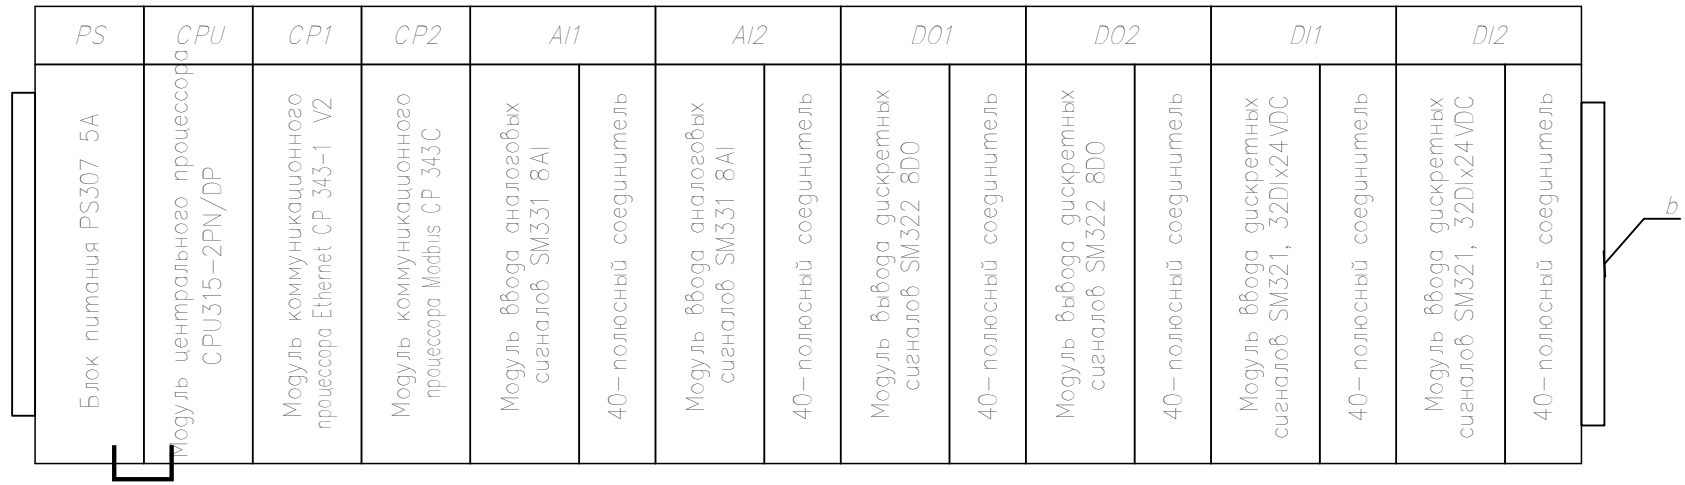 PS
CPU
CP1
CP2
AI1
AI2
DO1
DO2
DI1
DI2
Блок питания PS307 5A
Модуль центрального процессора
CPU315-2PN/DP
Модуль коммуникационного
процессора Ethernet CP 343-1 V2
Модуль коммуникационного
процессора Modbus CP 343C
Модуль ввода аналоговых
сигналов SM331 8AI
40-полюсный соединитель
Модуль ввода аналоговых
сигналов SM331 8AI
40-полюсный соединитель
Модуль вывода дискретных
сигналов SM322 8DO
40-полюсный соединитель
Модуль вывода дискретных
сигналов SM322 8DO
40-полюсный соединитель
Модуль ввода дискретных
сигналов SM321, 32DIx24VDC
40-полюсный соединитель
Модуль ввода дискретных
сигналов SM321, 32DIx24VDC
40-полюсный соединитель
b